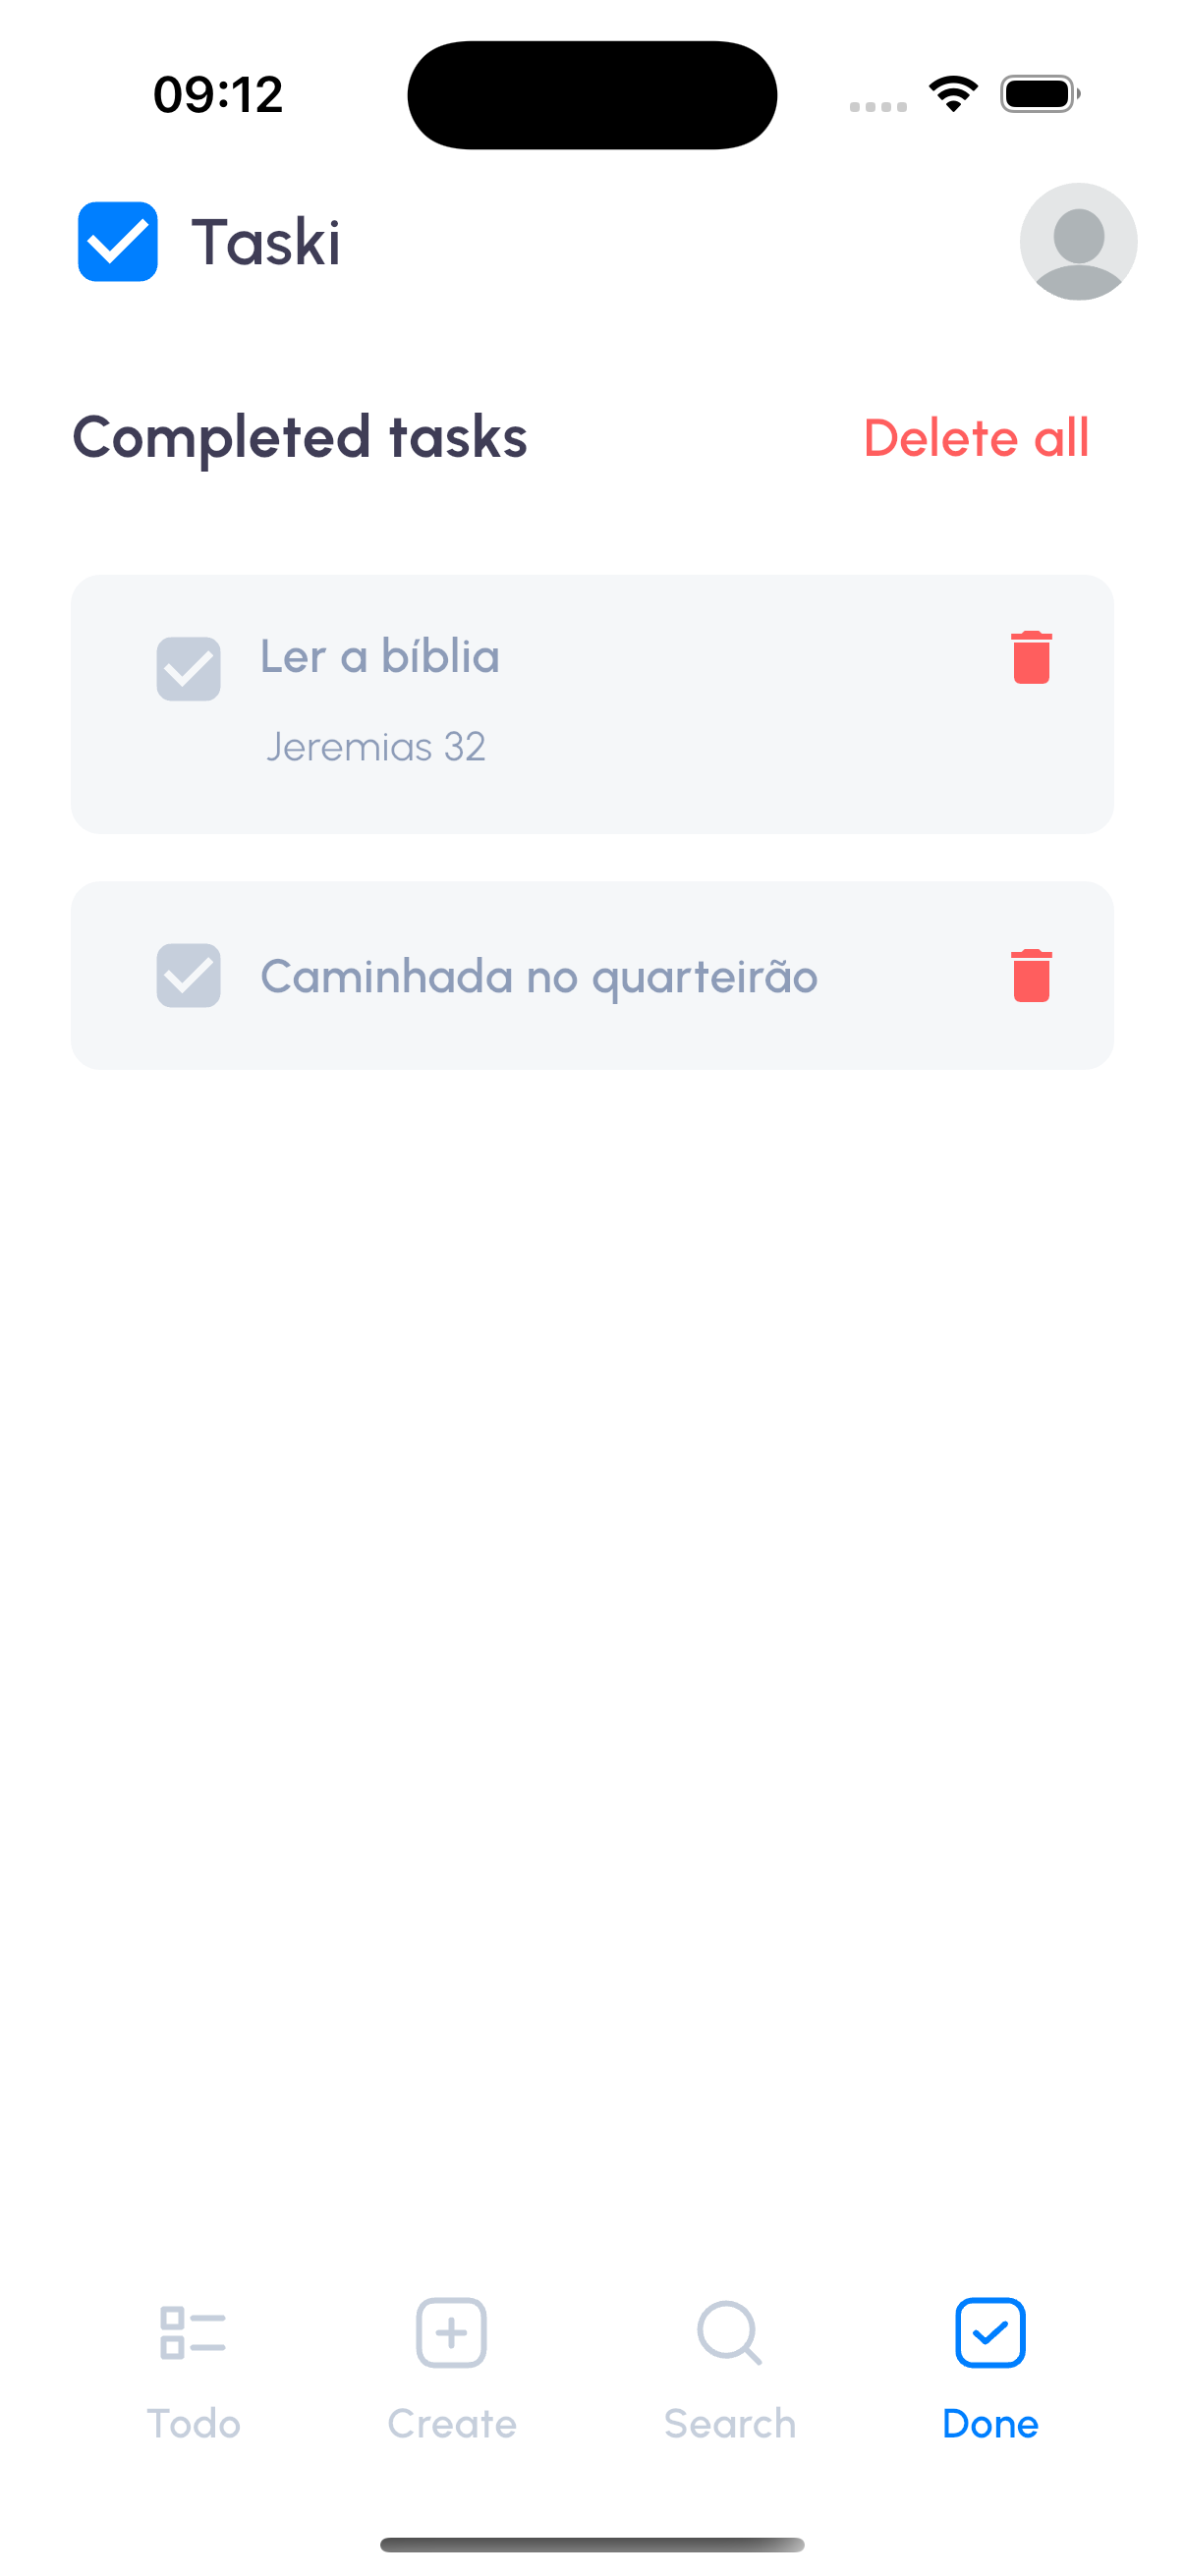 09:12
Taski
Completed tasks
Delete all
Ler a bíblia
Jeremias 32
Caminhada no quarteirão
Todo
Create
Search
Done